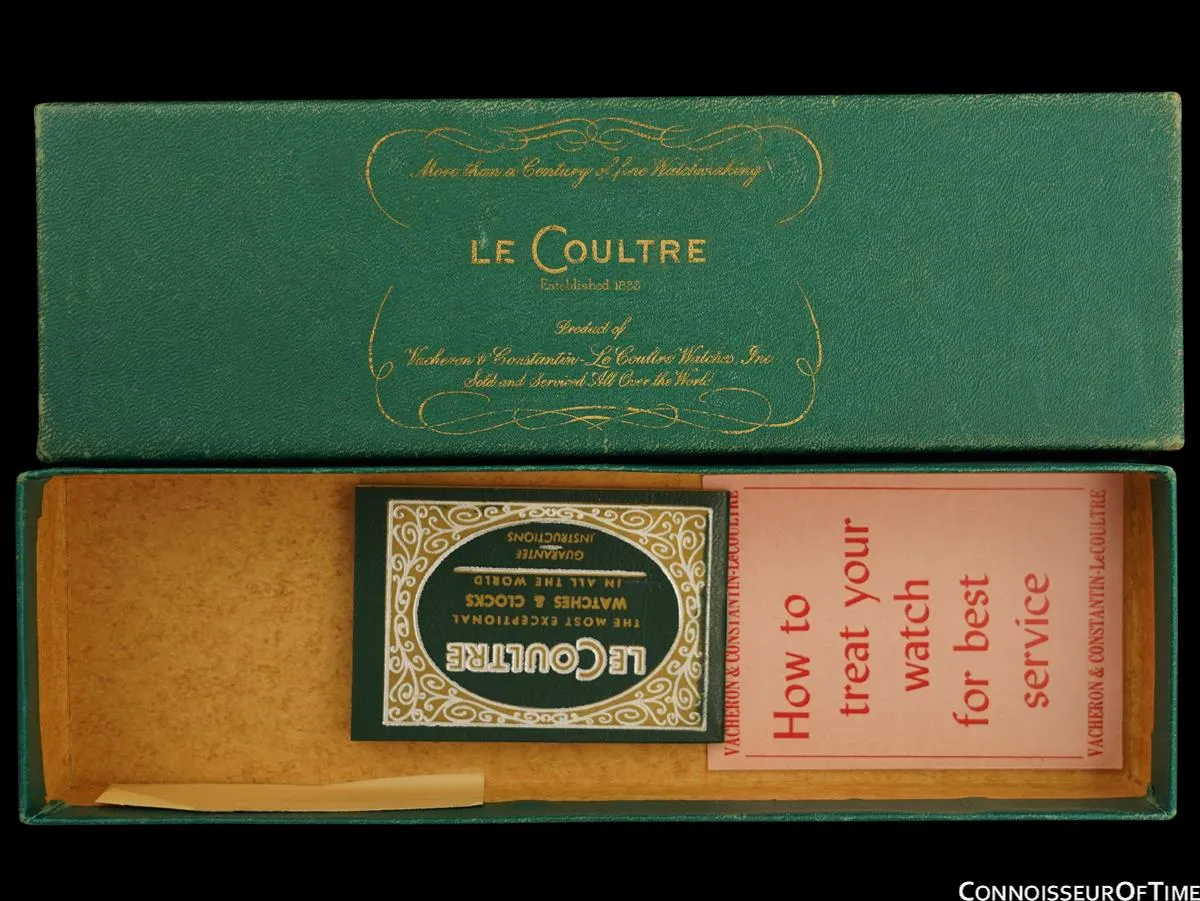 More than a Century of fine Watchmaking
LE COULTRE
Established 1833
Product of
Vacheron & Constantin - Le Coultre Watches, Inc.
Sold and Serviced All Over the World
LECOULTRE
THE MOST EXCEPTIONAL
WATCHES & CLOCKS
IN ALL THE WORLD
GUARANTEE
INSTRUCTIONS
VACHERON & CONSTANTIN-LECOULTRE
How to
treat your
watch
for best
service
VACHERON & CONSTANTIN-LECOULTRE
CONNOISSEUROFTIME